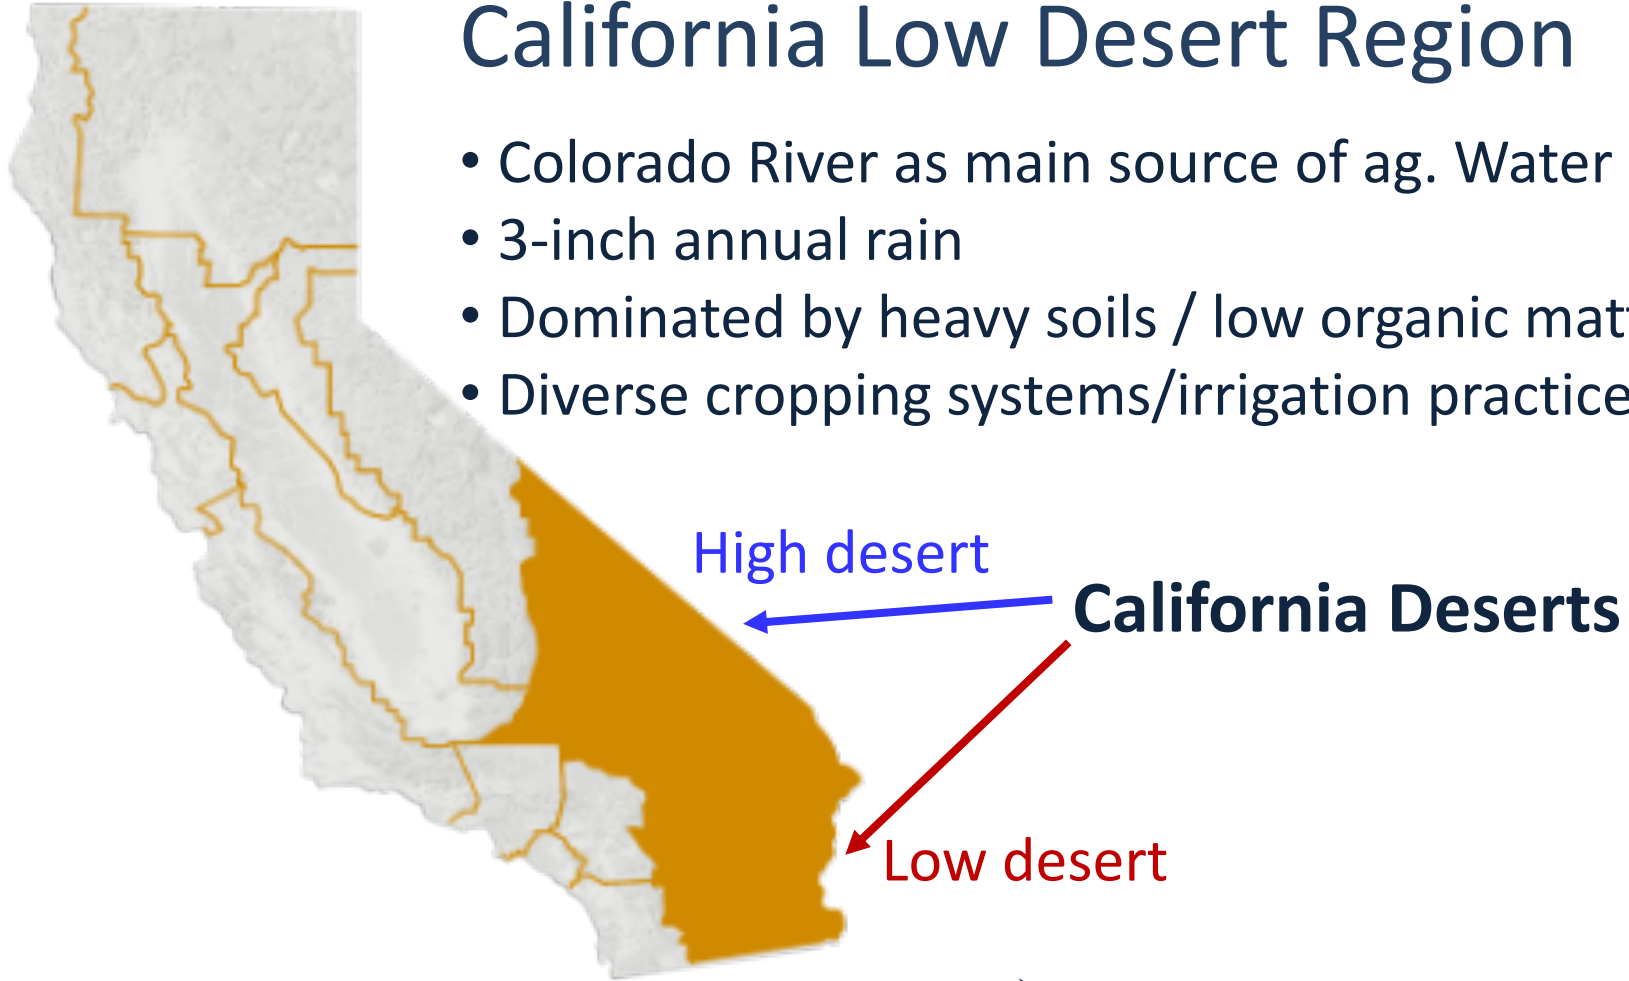 California Low Desert Region
• Colorado River as main source of ag. Water
• 3-inch annual rain
• Dominated by heavy soils / low organic mat
• Diverse cropping systems/irrigation practice
High desert
California Deserts
Low desert